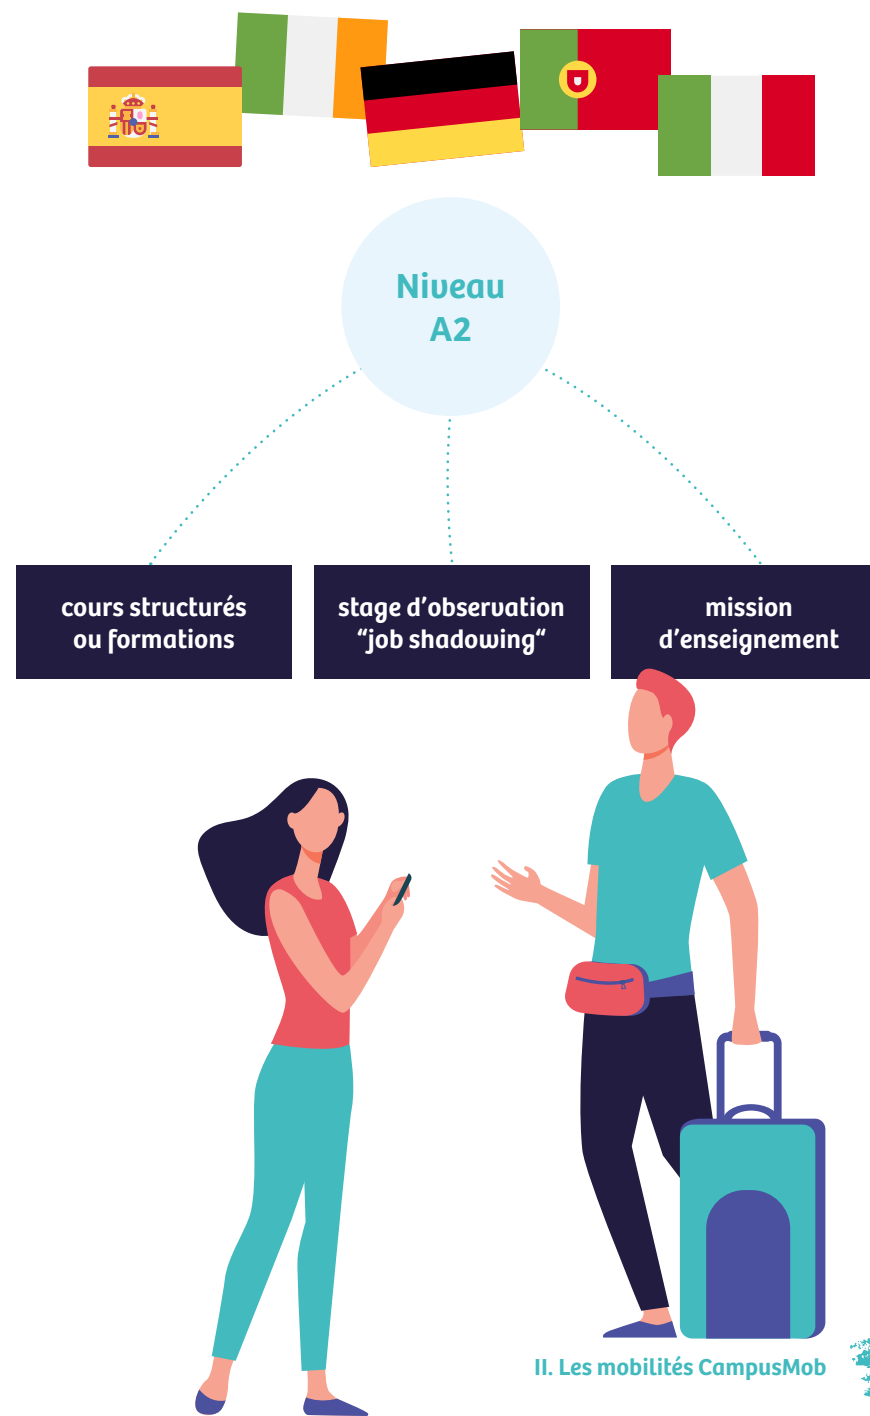 Niveau
A2
cours structurés
ou formations
stage d’observation
“job shadowing“
mission
d’enseignement
II. Les mobilités CampusMob